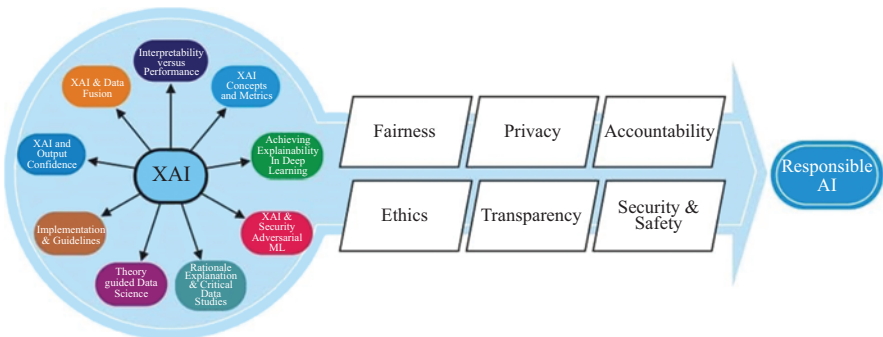 Interpretability
versus
Performance
XAI & Data
Fusion
XAI
Concepts
and Metrics
XAI and
Output
Confidence
XAI
Achieving
Explainability
In Deep
Learning
Implementation
& Guidelines
XAI &
Security
Adversarial
ML
Theory
guided Data
Science
Rationale
Explanation
& Critical
Data
Studies
Fairness
Privacy
Accountability
Ethics
Transparency
Security &
Safety
Responsible
AI